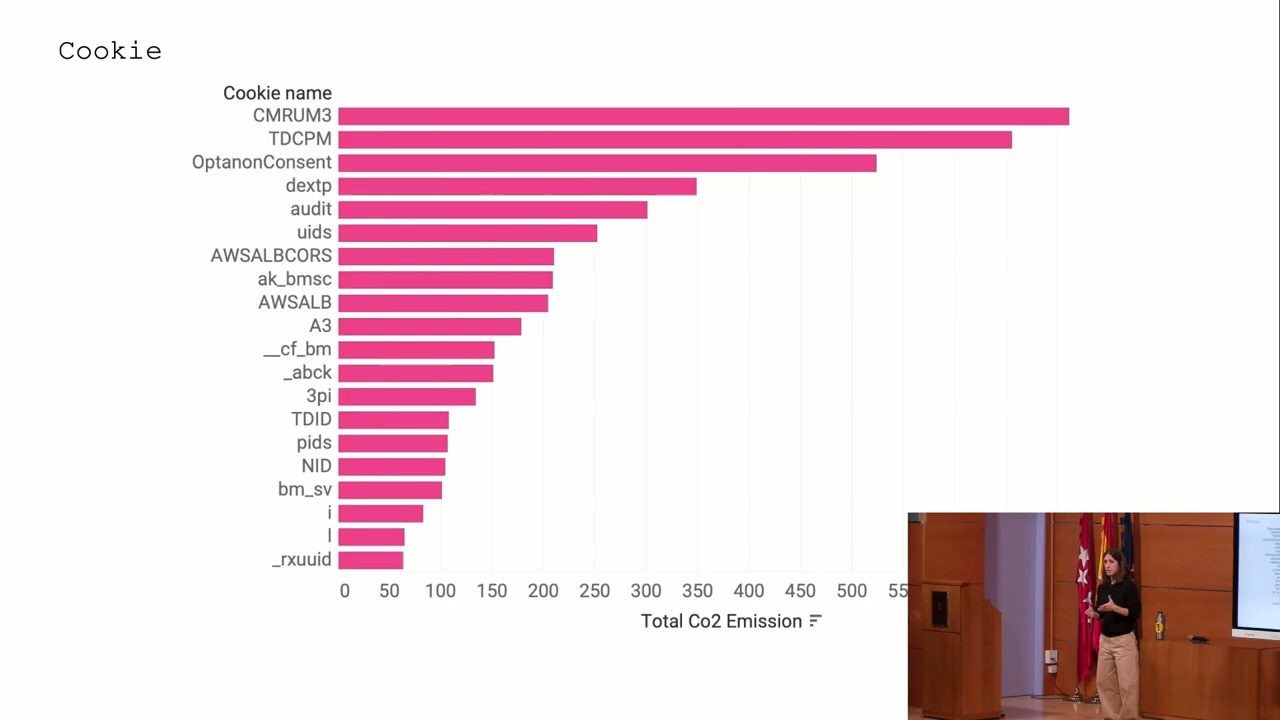 Cookie
Cookie name
CMRUM3
TDCPM
OptanonConsent
dextp
audit
uids
AWSALBCORS
ak_bmsc
AWSALB
A3
__cf_bm
_abck
3pi
TDID
pids
NID
bm_sv
i
l
_rxuuid
0 50 100 150 200 250 300 350 400 450 500 55
Total Co2 Emission